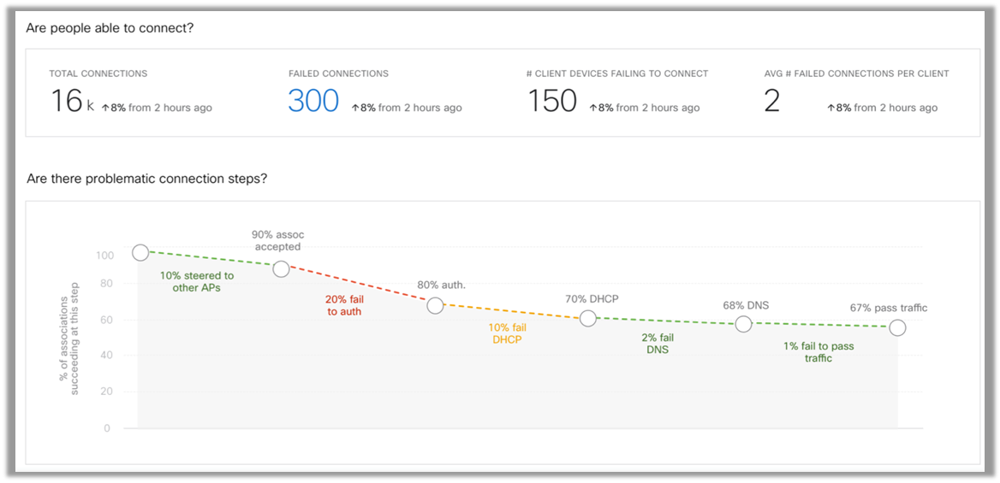 Are people able to connect?
TOTAL CONNECTIONS
16 k ↑8% from 2 hours ago
FAILED CONNECTIONS
300 ↑8% from 2 hours ago
# CLIENT DEVICES FAILING TO CONNECT
150 ↑8% from 2 hours ago
AVG # FAILED CONNECTIONS PER CLIENT
2 ↑8% from 2 hours ago
Are there problematic connection steps?
% of associations
succeeding at this step
100
80
60
40
20
0
10% steered to
other APs
90% assoc
accepted
20% fail
to auth
80% auth.
10% fail
DHCP
70% DHCP
2% fail
DNS
68% DNS
1% fail to pass
traffic
67% pass traffic